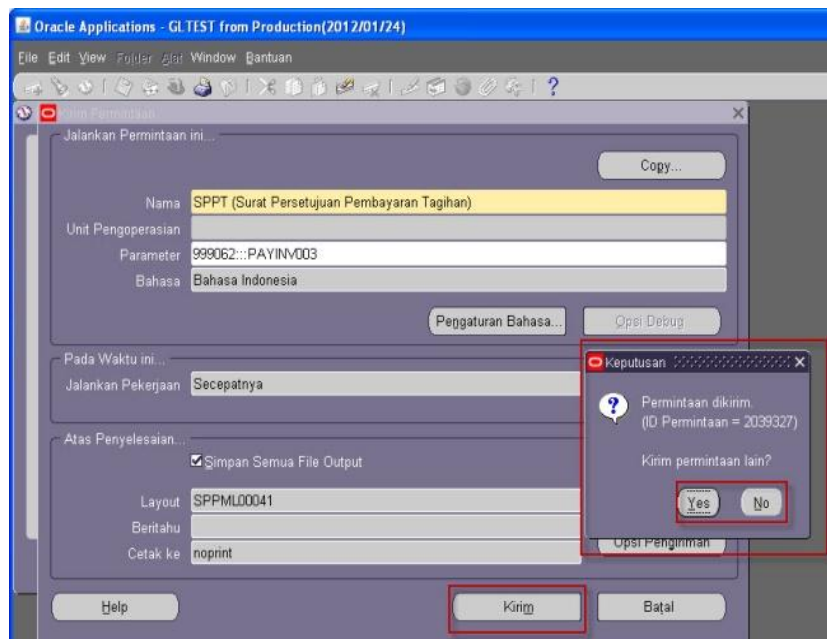 Oracle Applications - GLTEST from Production(2012/01/24)
File Edit View Folder Alat Window Bantuan
Kirim Permintaan
Jalankan Permintaan ini...
Copy...
Nama SPPT (Surat Persetujuan Pembayaran Tagihan)
Unit Pengoperasian
Parameter 999062:::PAYINV003
Bahasa Bahasa Indonesia
Pengaturan Bahasa... Opsi Debug
Pada Waktu ini...
Jalankan Pekerjaan Secepatnya
Keputusan
Permintaan dikirim.
(ID Permintaan = 2039327)
Kirim permintaan lain?
Yes No
Atas Penyelesaian...
Simpan Semua File Output
Layout SPPML00041
Beritahu
Opsi Pengiriman
Cetak ke noprint
Help Kirim Batal